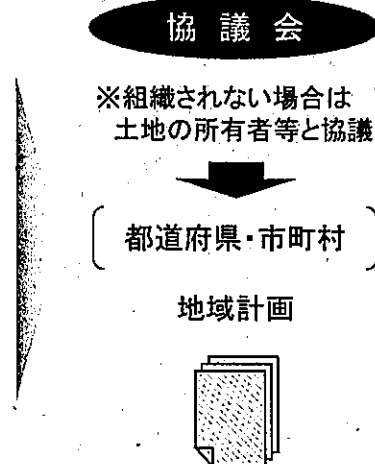 協議会
※組織されない場合は
土地の所有者等と協議
都道府県・市町村
地域計画